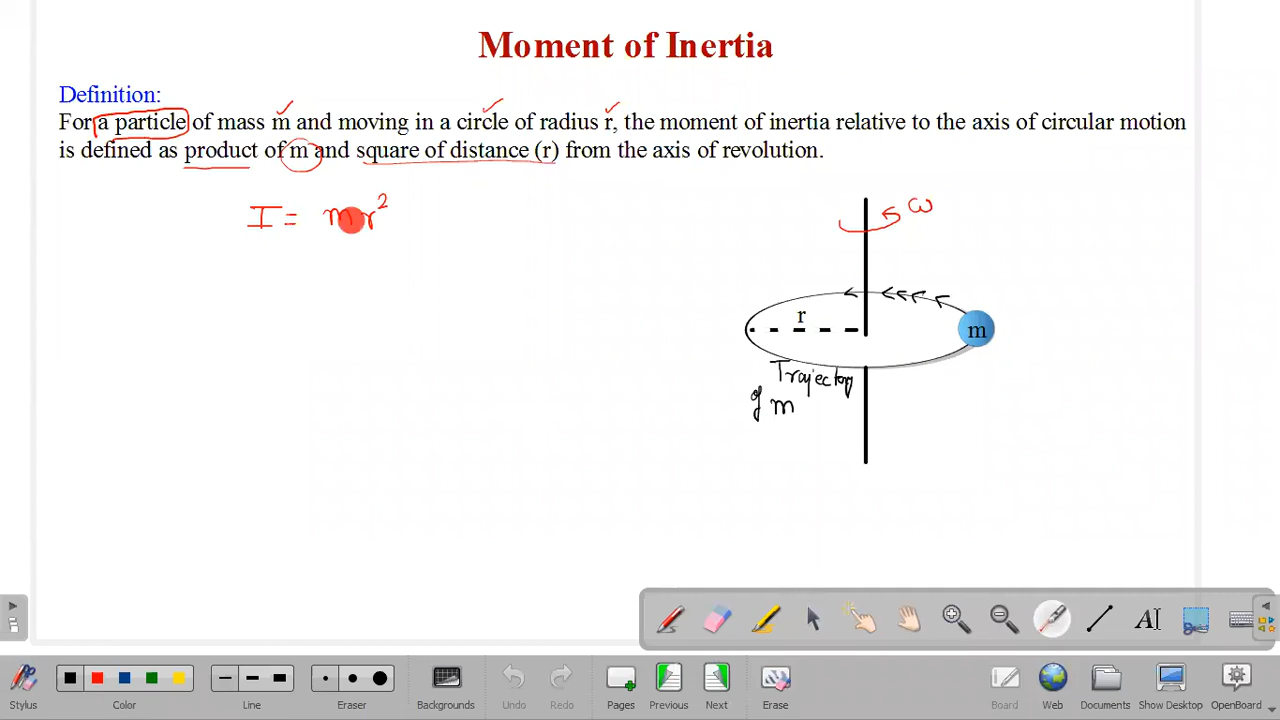 Moment of Inertia
Definition:
For a particle of mass m and moving in a circle of radius r, the moment of inertia relative to the axis of circular motion
is defined as product of m and square of distance (r) from the axis of revolution.
I = mr²
ω
r
m
Trajectory
of m
AI
Stylus
Color
Line
Eraser
Backgrounds
Undo
Redo
Pages
Previous
Next
Erase
Board
Web
Documents
Show Desktop
OpenBoard